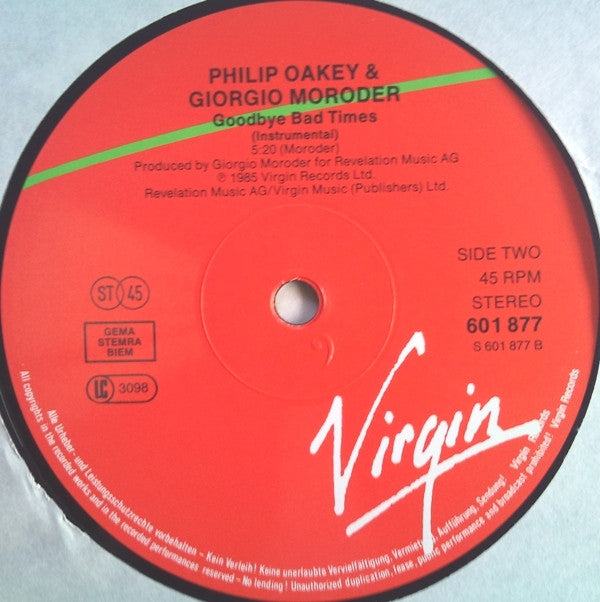 PHILIP OAKEY &
GIORGIO MORODER
Goodbye Bad Times
(Instrumental)
5:20 (Moroder)
Produced by Giorgio Moroder for Revelation Music AG
℗ 1985 Virgin Records Ltd.
Revelation Music AG/Virgin Music (Publishers) Ltd.
SIDE TWO
45 RPM
STEREO
601 877
S 601 877 B
ST 45
GEMA
STEMRA
BIEM
LC 3098
Virgin
Alle Urheber- und Leistungsschutzrechte vorbehalten – Kein Verleih! Keine unerlaubte Vervielfältigung, Vermietung, Aufführung, Sendung! Virgin Records
All copyrights in the recorded works and in the recorded performances reserved – No lending! Unauthorized duplication, lease, public performance and broadcast prohibited! Virgin Records